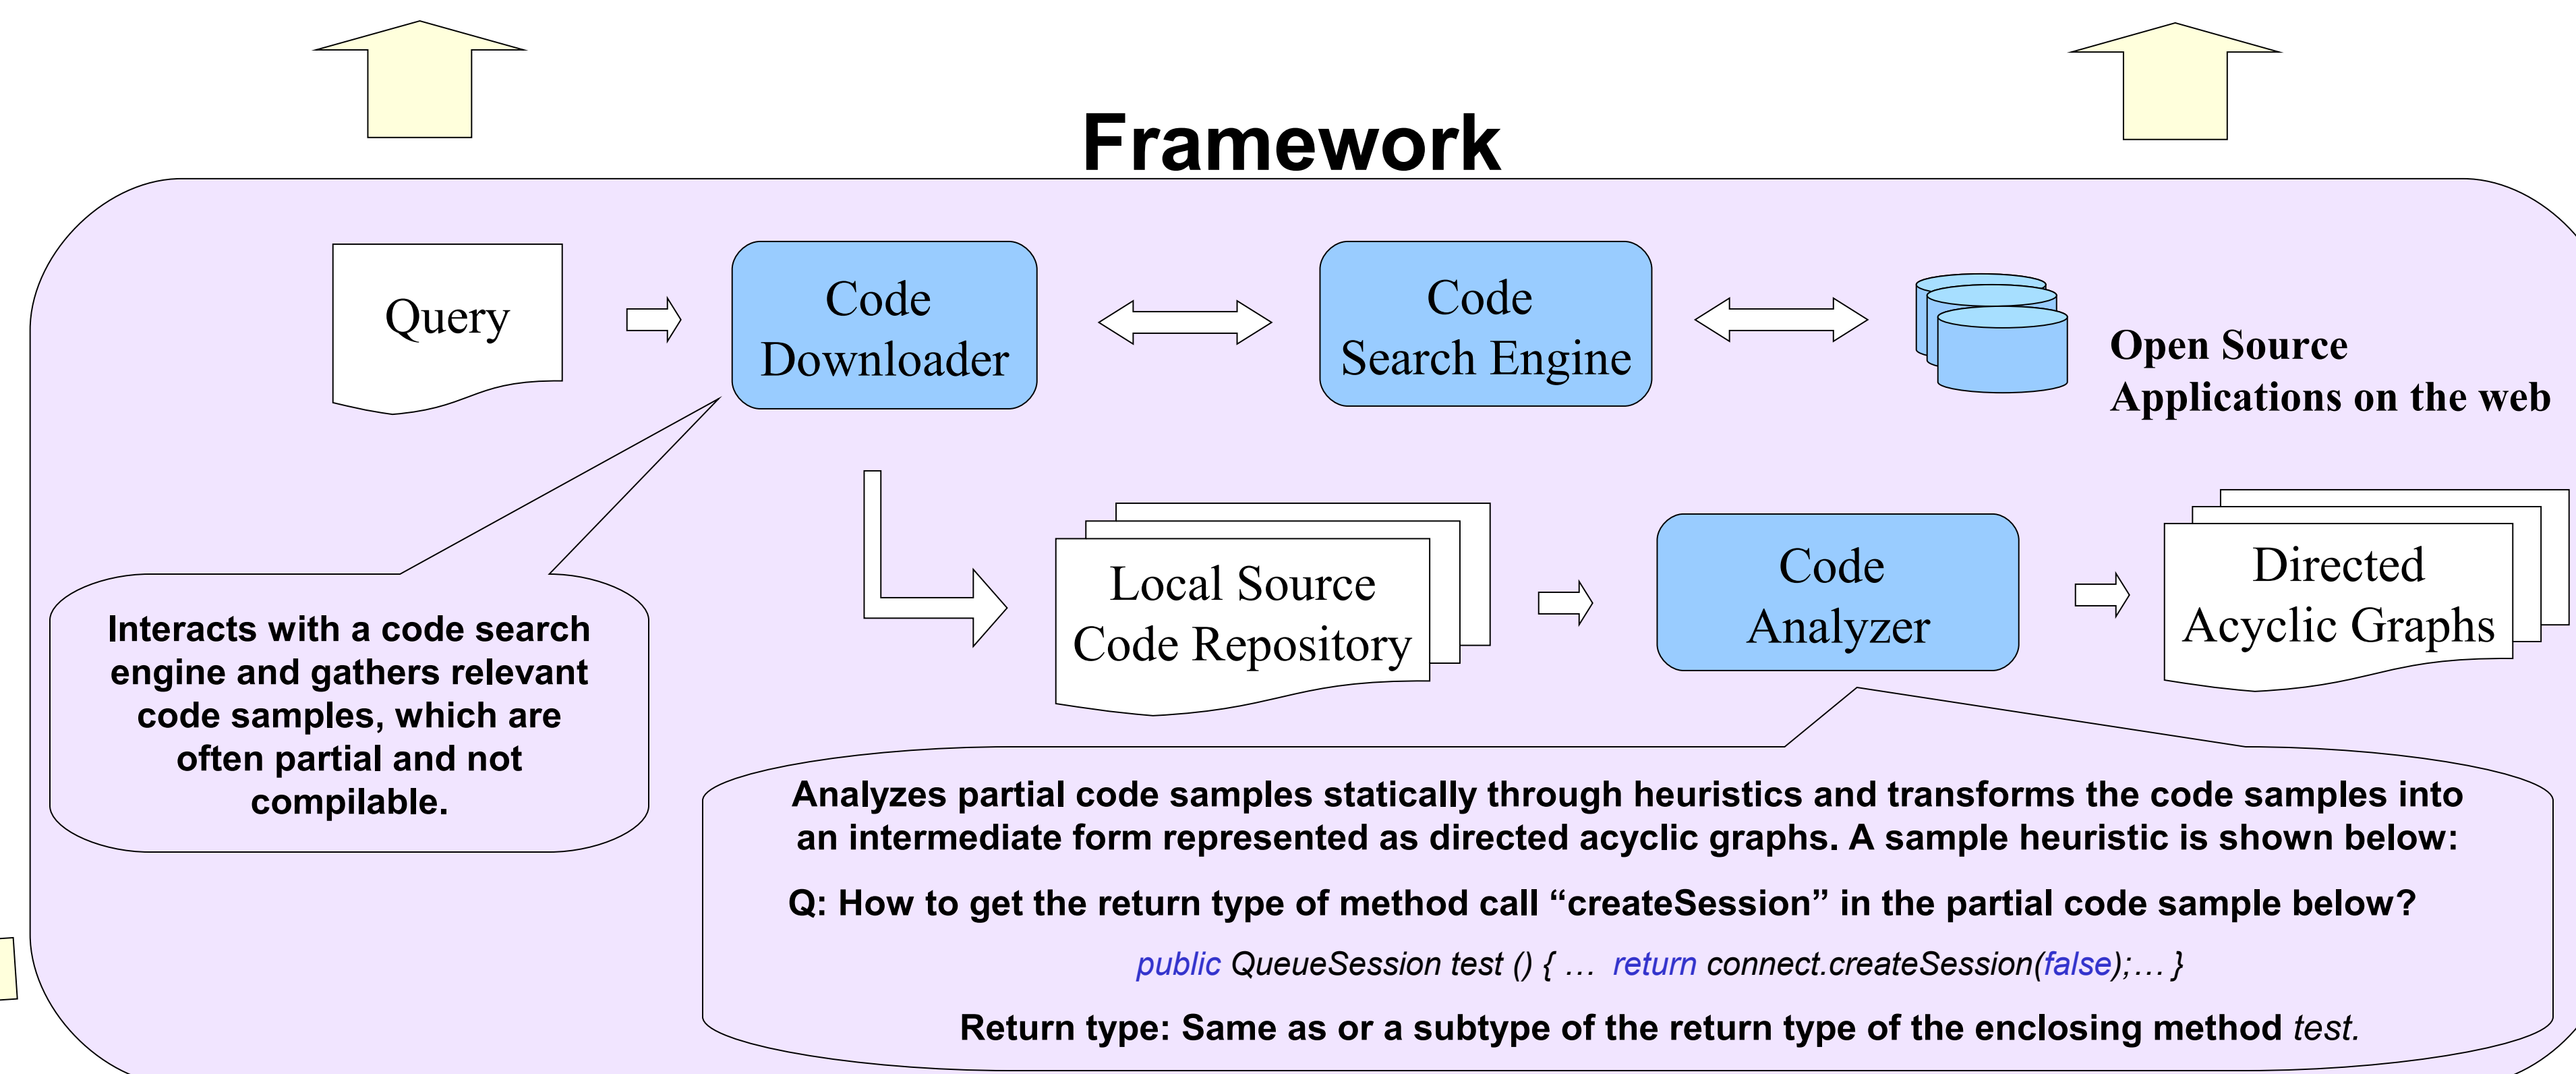 Framework
Query
Code
Downloader
Code
Search Engine
Open Source
Applications on the web
Local Source
Code Repository
Code
Analyzer
Directed
Acyclic Graphs
Interacts with a code search
engine and gathers relevant
code samples, which are
often partial and not
compilable.
Analyzes partial code samples statically through heuristics and transforms the code samples into
an intermediate form represented as directed acyclic graphs. A sample heuristic is shown below:
Q: How to get the return type of method call “createSession” in the partial code sample below?
public QueueSession test () { … return connect.createSession(false);… }
Return type: Same as or a subtype of the return type of the enclosing method test.